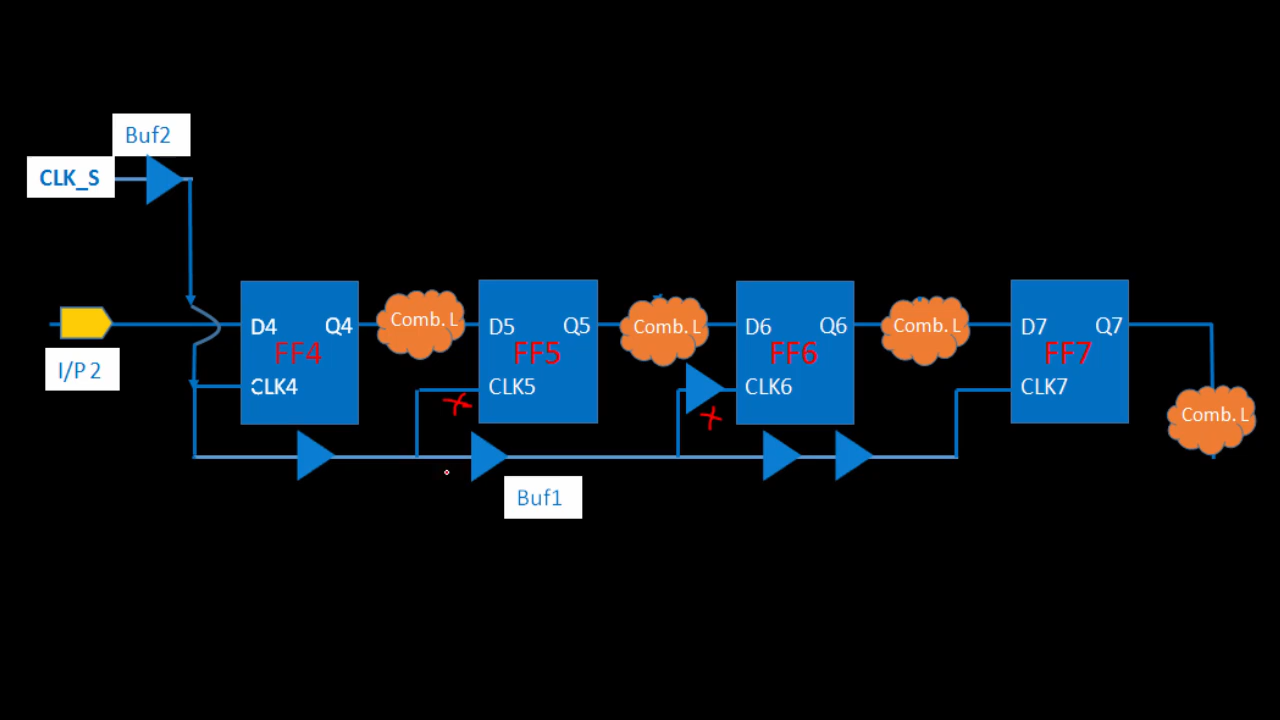 Buf2
CLK_S
I/P 2
D4
Q4
FF4
CLK4
Comb. L
D5
Q5
FF5
CLK5
Comb. L
D6
Q6
FF6
CLK6
Comb. L
D7
Q7
FF7
CLK7
Comb. L
Buf1